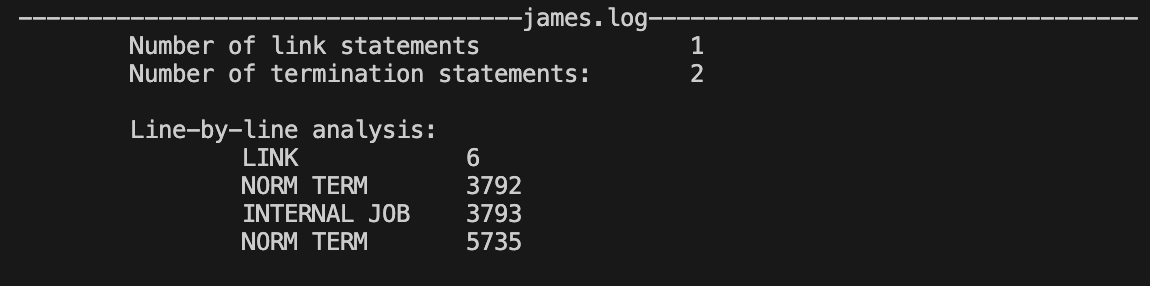 ————————————————————————————————————james.log———————————————————————————————————
Number of link statements 1
Number of termination statements: 2
Line-by-line analysis:
LINK 6
NORM TERM 3792
INTERNAL JOB 3793
NORM TERM 5735